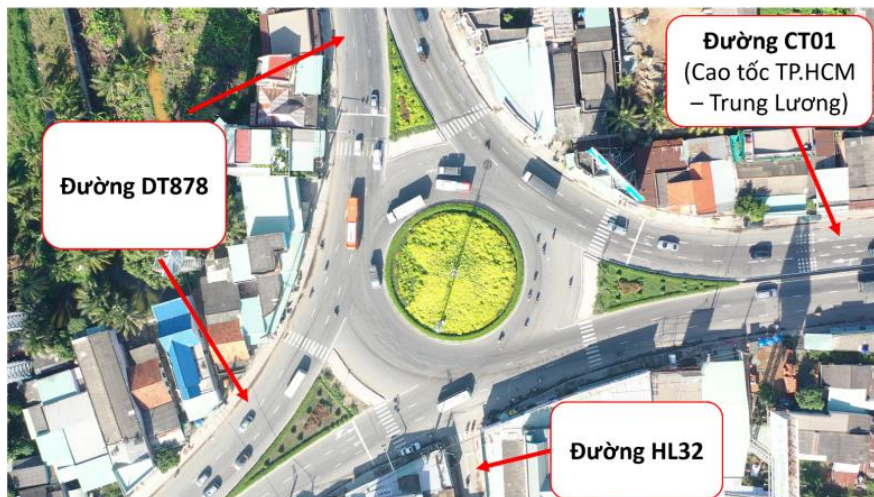 Đường CT01
(Cao tốc TP.HCM
– Trung Lương)
Đường DT878
Đường HL32